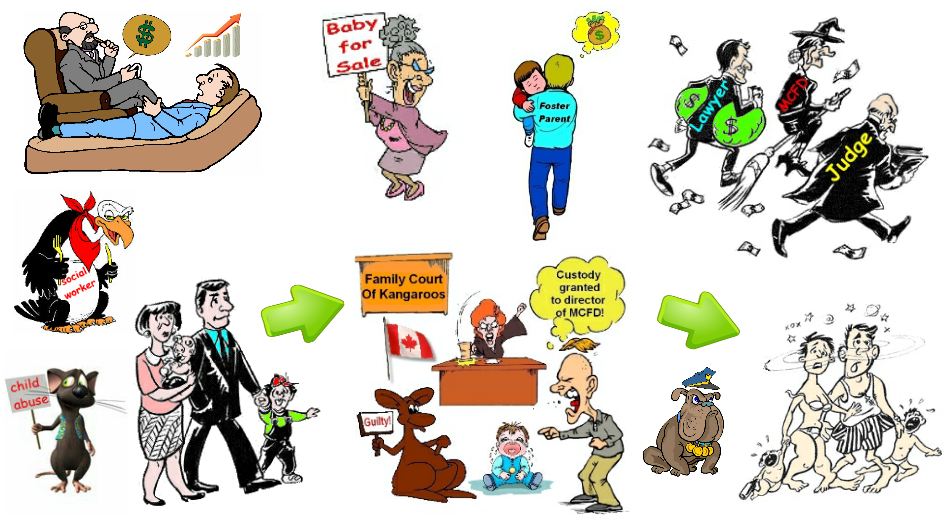 $
Baby
for
Sale
Foster
Parent
$
$
Lawyer
MCFD
Judge
social
worker
Family Court
Of Kangaroos
Custody
granted
to director
of MCFD!
child
abuse
Guilty!